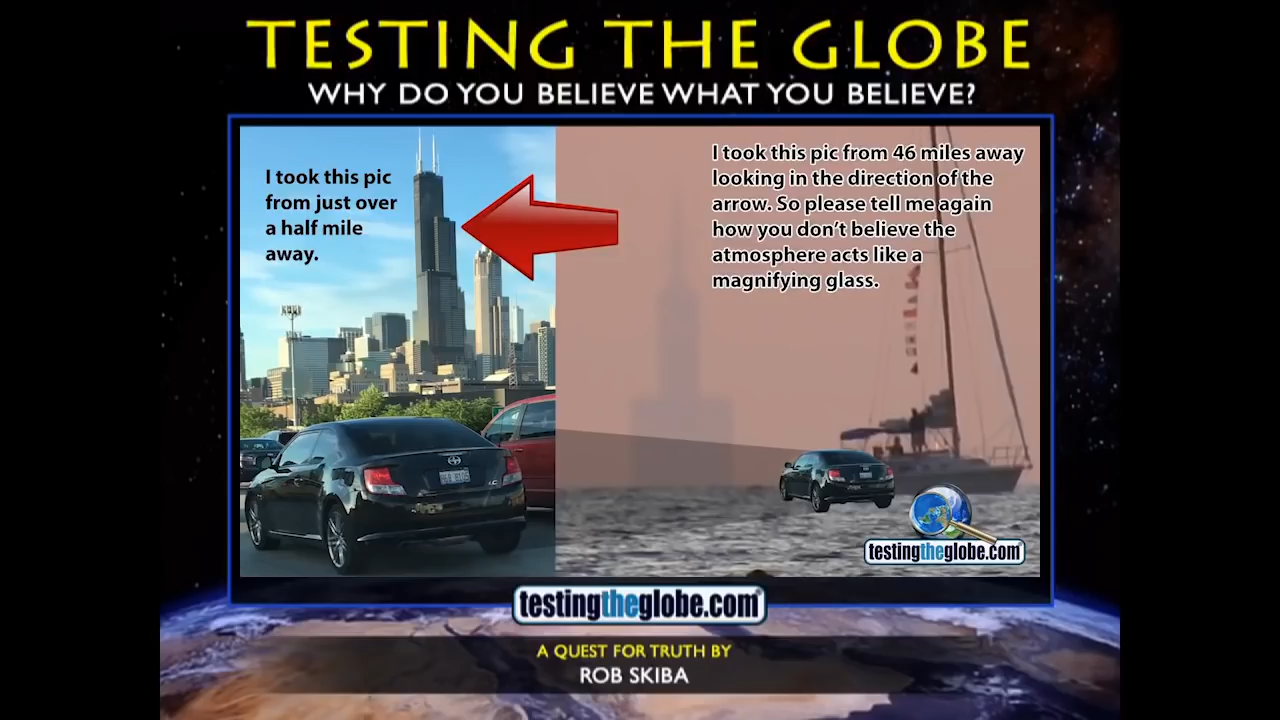 TESTING THE GLOBE
WHY DO YOU BELIEVE WHAT YOU BELIEVE?
I took this pic
from just over
a half mile
away.
I took this pic from 46 miles away
looking in the direction of the
arrow. So please tell me again
how you don't believe the
atmosphere acts like a
magnifying glass.
testingtheglobe.com
testingtheglobe.com
A QUEST FOR TRUTH BY
ROB SKIBA